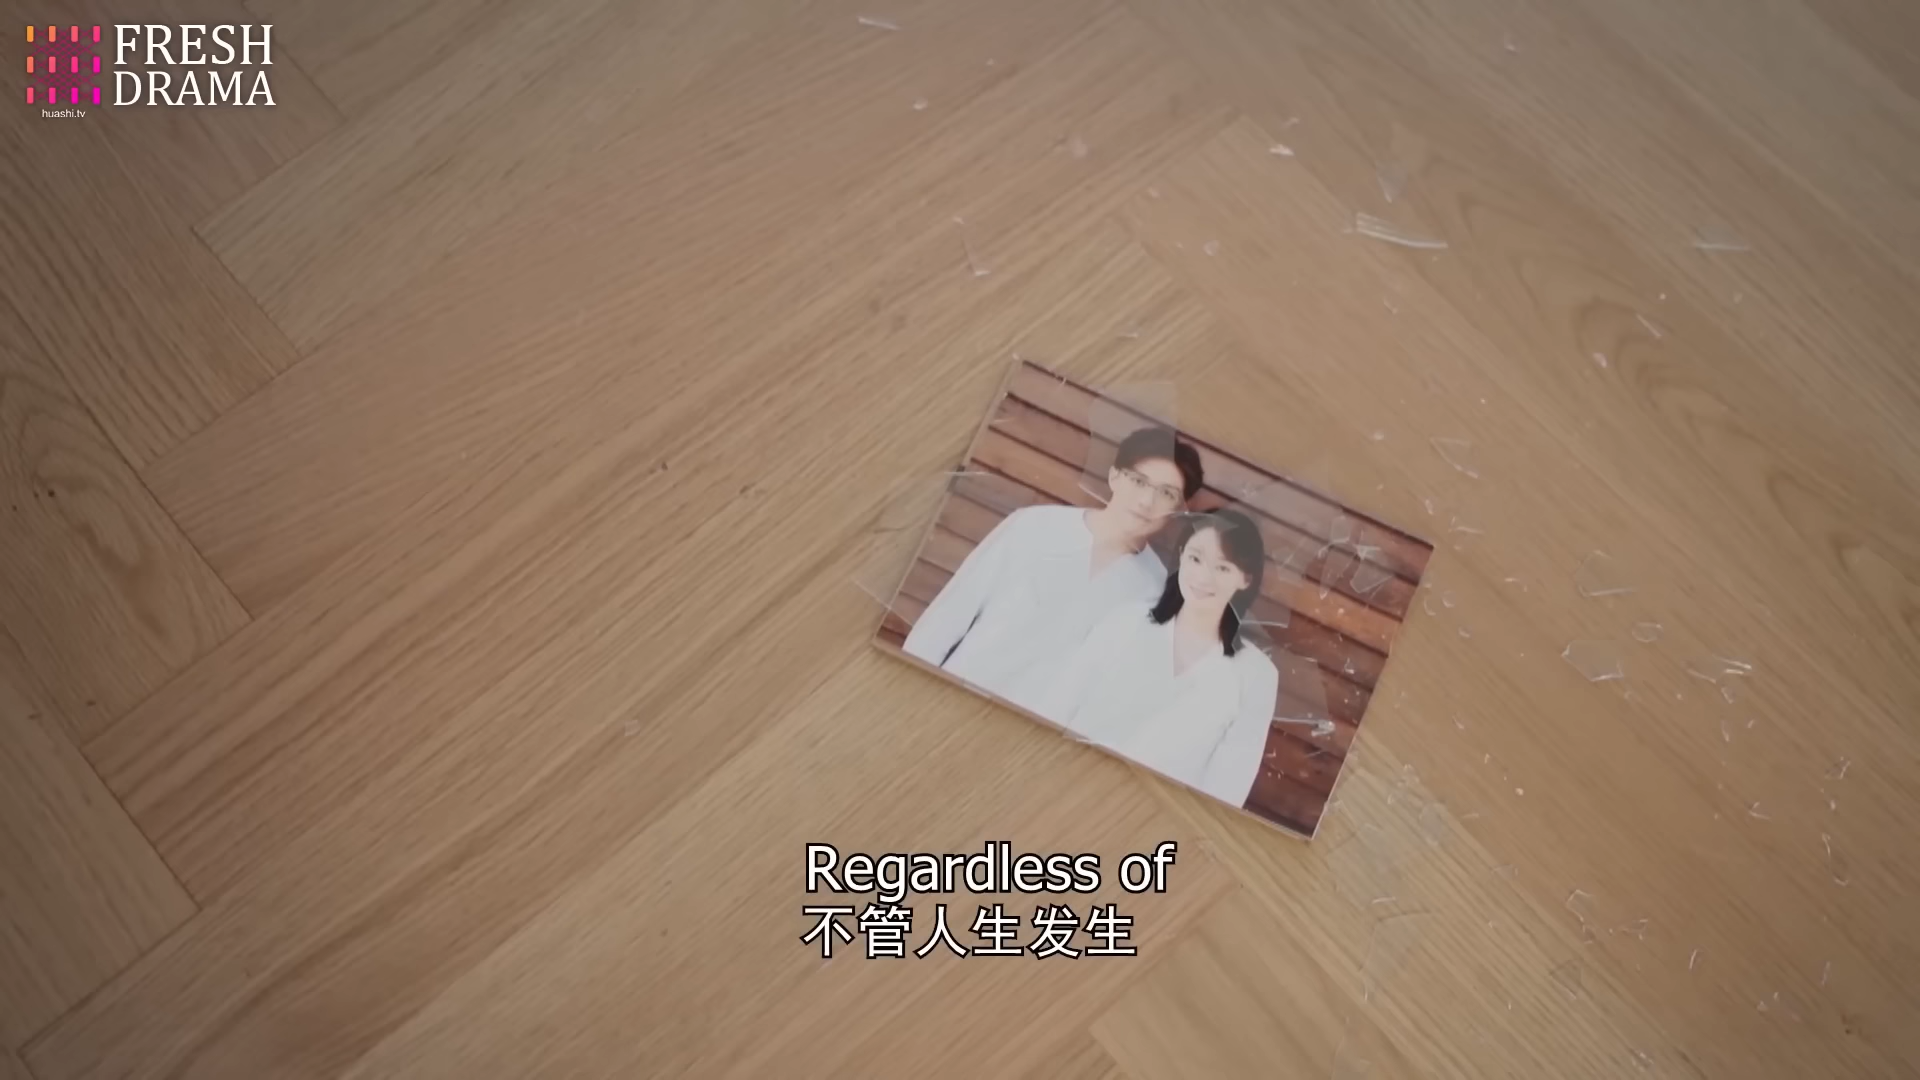 FRESH
DRAMA
huashi.tv
Regardless of
不管人生发生